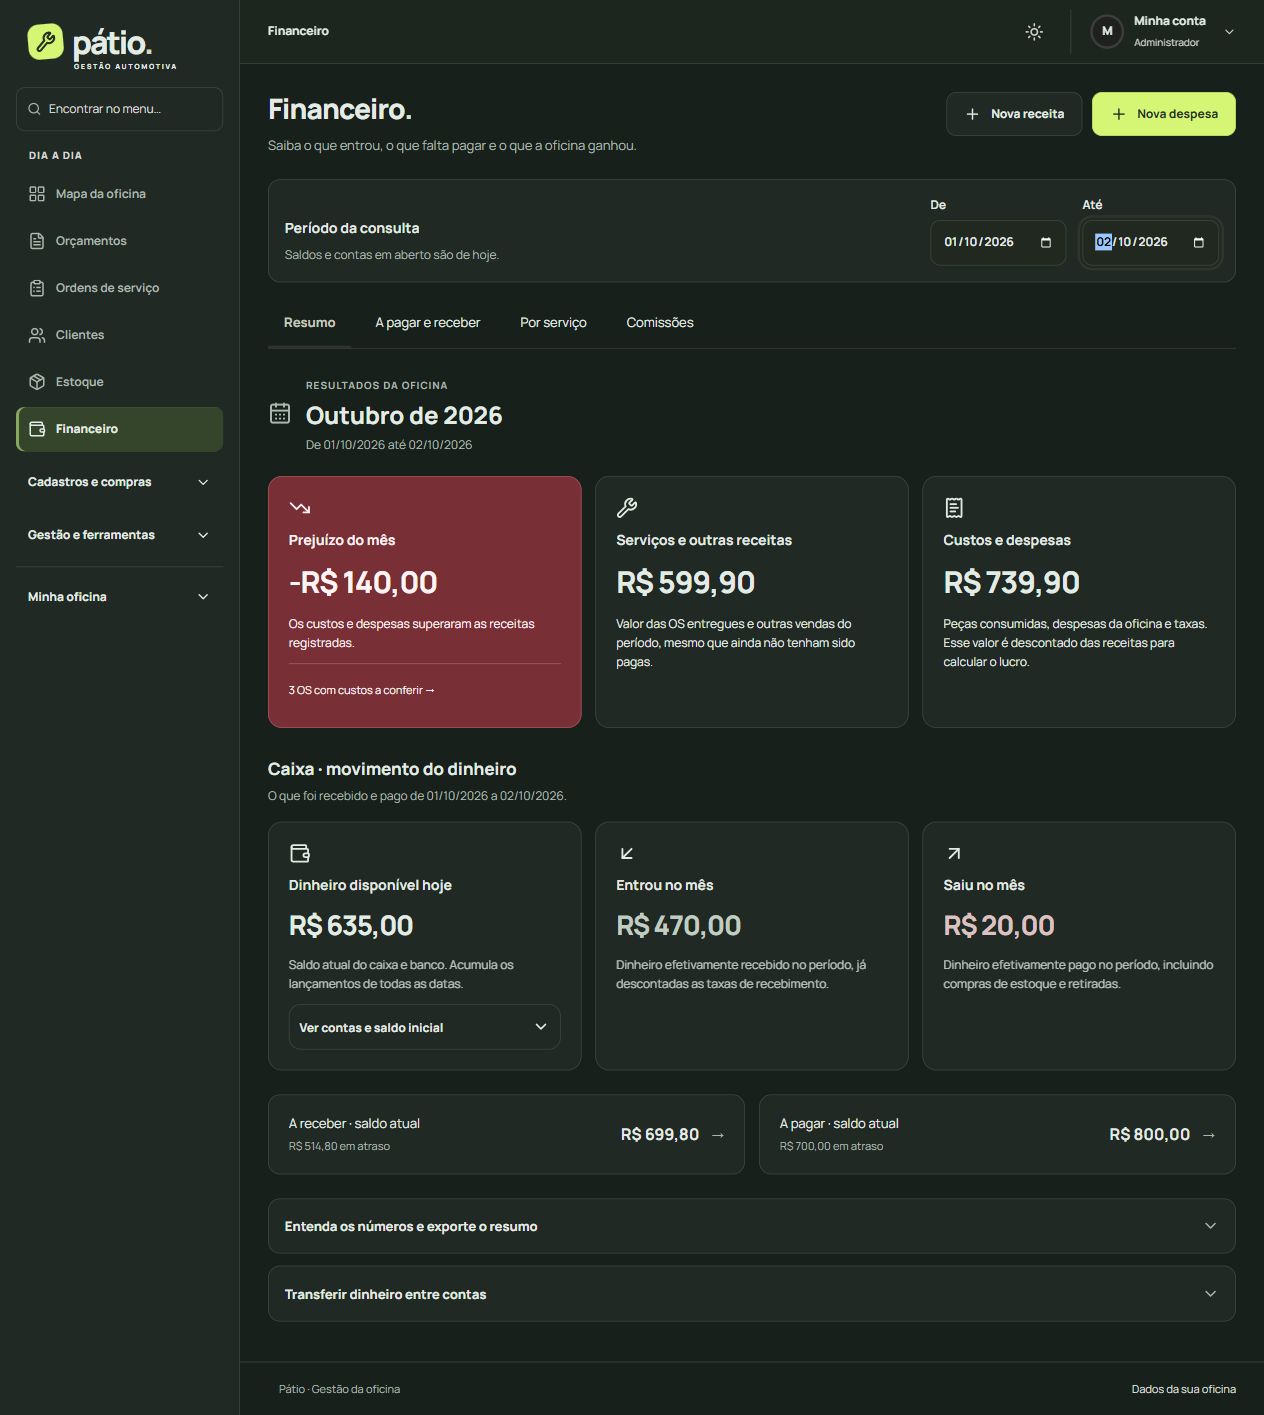 pátio.
GESTÃO AUTOMOTIVA
Encontrar no menu...
DIA A DIA
Mapa da oficina
Orçamentos
Ordens de serviço
Clientes
Estoque
Financeiro
Cadastros e compras
Gestão e ferramentas
Minha oficina
Financeiro
M
Minha conta
Administrador
Financeiro.
Saiba o que entrou, o que falta pagar e o que a oficina ganhou.
Nova receita
Nova despesa
Período da consulta
Saldos e contas em aberto são de hoje.
De
01/10/2026
Até
02/10/2026
Resumo
A pagar e receber
Por serviço
Comissões
RESULTADOS DA OFICINA
Outubro de 2026
De 01/10/2026 até 02/10/2026
Prejuízo do mês
-R$ 140,00
Os custos e despesas superaram as receitas
registradas.
3 OS com custos a conferir →
Serviços e outras receitas
R$ 599,90
Valor das OS entregues e outras vendas do
período, mesmo que ainda não tenham sido
pagas.
Custos e despesas
R$ 739,90
Peças consumidas, despesas da oficina e taxas.
Esse valor é descontado das receitas para
calcular o lucro.
Caixa · movimento do dinheiro
O que foi recebido e pago de 01/10/2026 a 02/10/2026.
Dinheiro disponível hoje
R$ 635,00
Saldo atual do caixa e banco. Acumula os
lançamentos de todas as datas.
Ver contas e saldo inicial
Entrou no mês
R$ 470,00
Dinheiro efetivamente recebido no período, já
descontadas as taxas de recebimento.
Saiu no mês
R$ 20,00
Dinheiro efetivamente pago no período, incluindo
compras de estoque e retiradas.
A receber · saldo atual
R$ 514,80 em atraso
R$ 699,80 →
A pagar · saldo atual
R$ 700,00 em atraso
R$ 800,00 →
Entenda os números e exporte o resumo
Transferir dinheiro entre contas
Pátio · Gestão da oficina
Dados da sua oficina